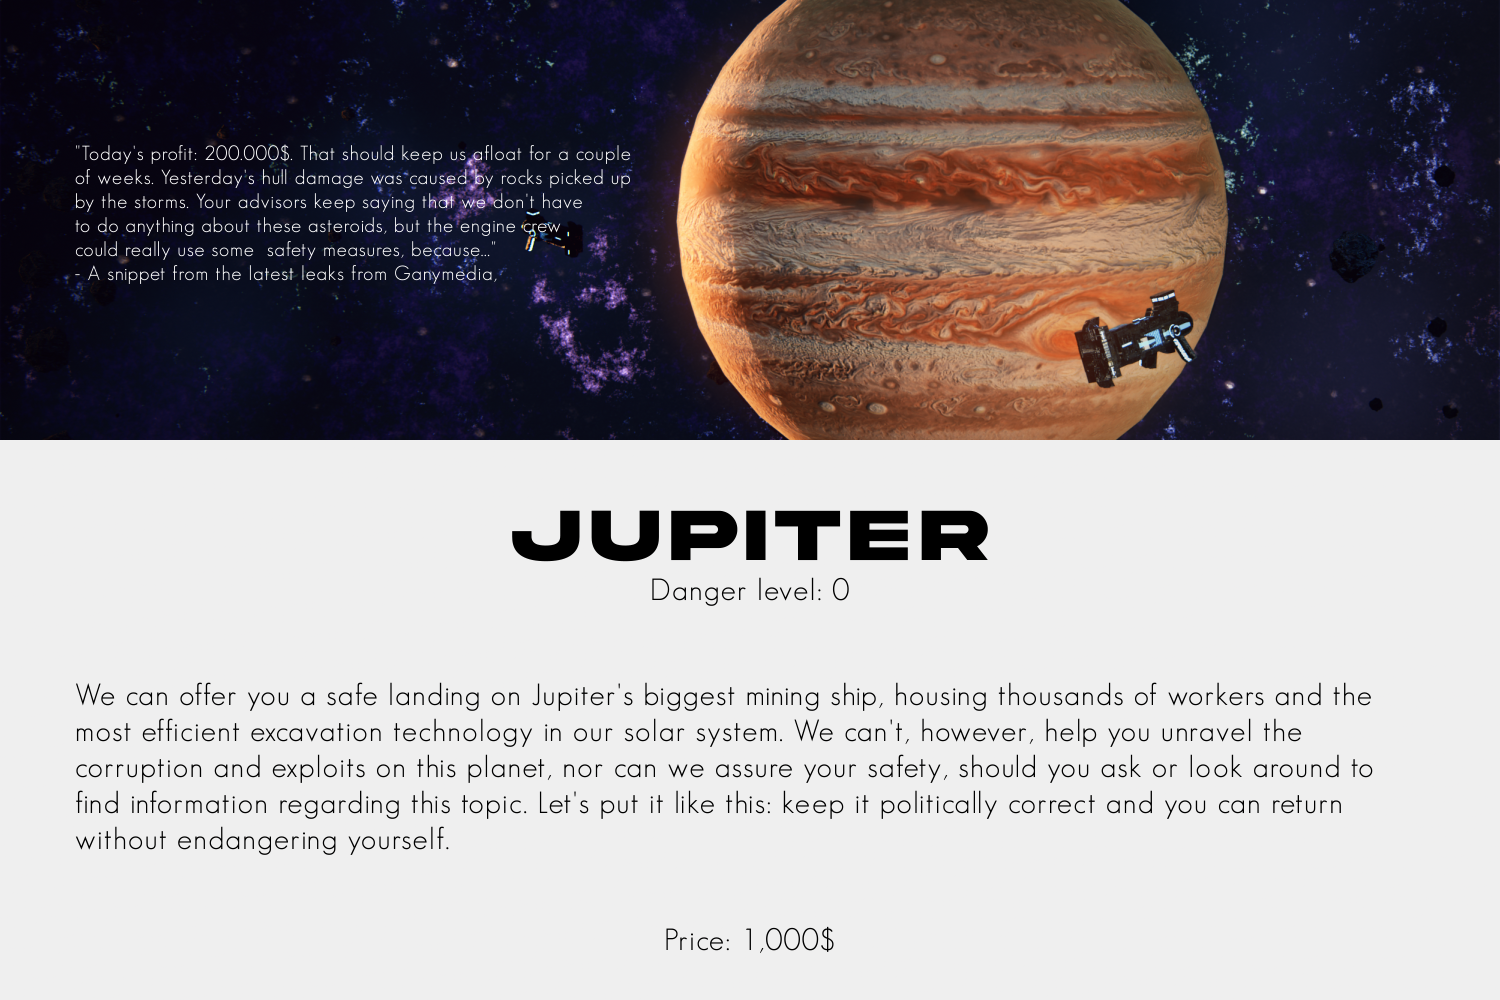 "Today's profit: 200.000$. That should keep us afloat for a couple
of weeks. Yesterday's hull damage was caused by rocks picked up
by the storms. Your advisors keep saying that we don't have
to do anything about these asteroids, but the engine crew
could really use some  safety measures, because..."
- A snippet from the latest leaks from Ganymedia,
JUPITER
Danger level: 0
We can offer you a safe landing on Jupiter's biggest mining ship, housing thousands of workers and the
most efficient excavation technology in our solar system. We can't, however, help you unravel the
corruption and exploits on this planet, nor can we assure your safety, should you ask or look around to
find information regarding this topic. Let's put it like this: keep it politically correct and you can return
without endangering yourself.
Price: 1,000$